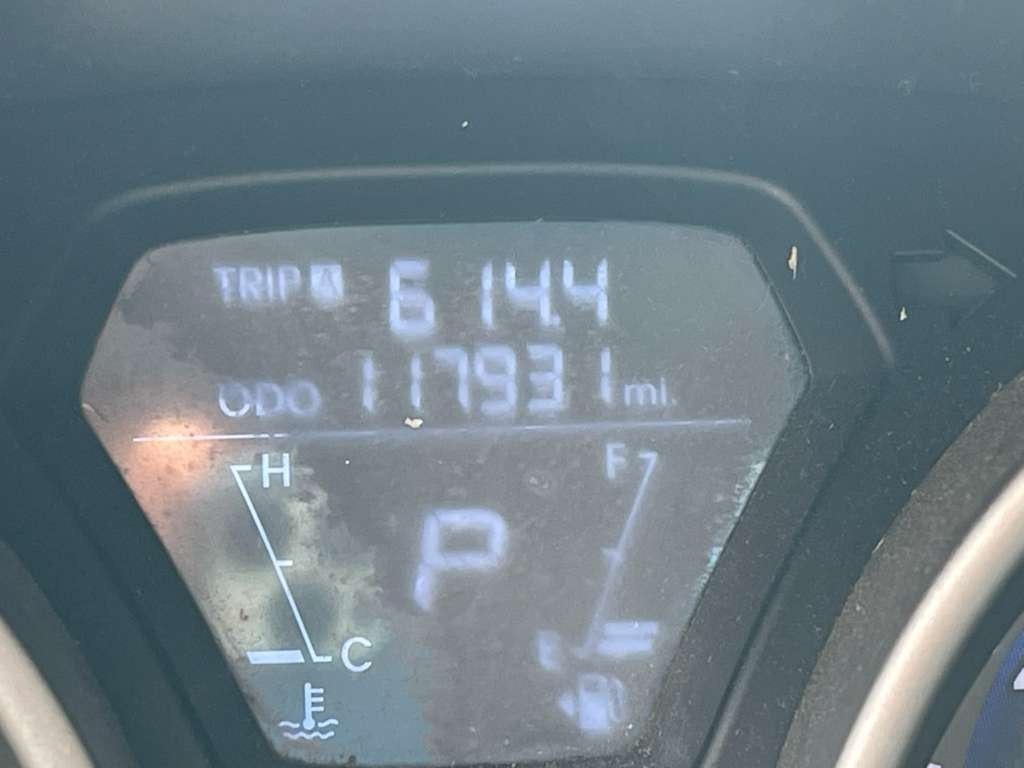 TRIP A 614.4
ODO 117931 mi.
H F
P
C E